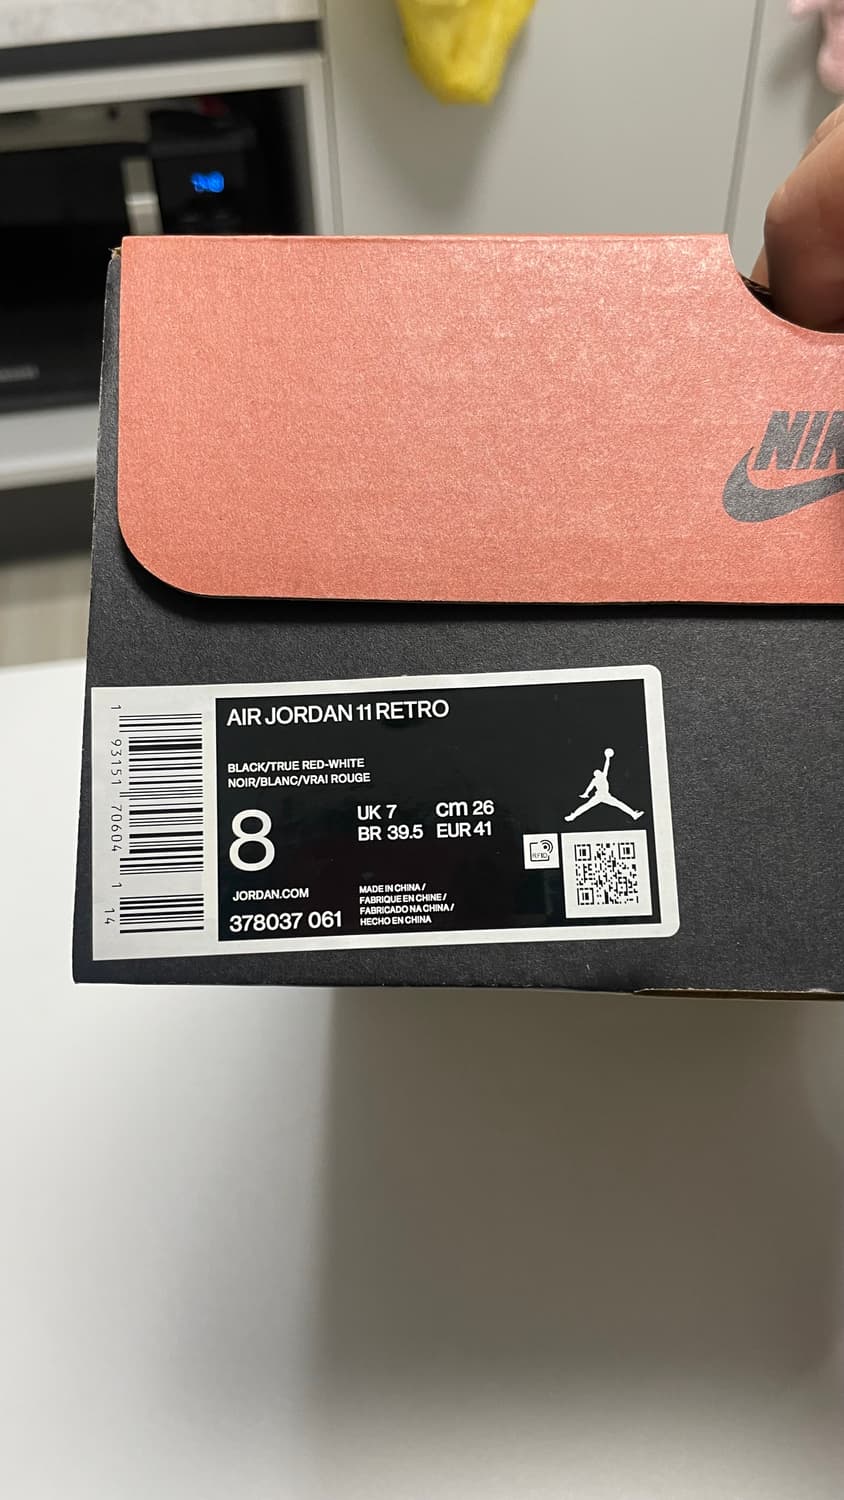 NIK
AIR JORDAN 11 RETRO
BLACK/TRUE RED-WHITE
NOIR/BLANC/VRAI ROUGE
8
UK 7 cm 26
BR 39.5 EUR 41
JORDAN.COM
378037 061
MADE IN CHINA /
FABRIQUE EN CHINE /
FABRICADO NA CHINA /
HECHO EN CHINA
RFID
1 93151 70604 1 14